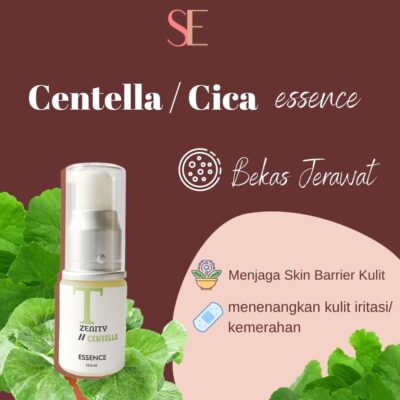 SE
Centella / Cica essence
Bekas Jerawat
Menjaga Skin Barrier Kulit
menenangkan kulit iritasi/
kemerahan
T
ZENITY
// CENTELLA
ESSENCE